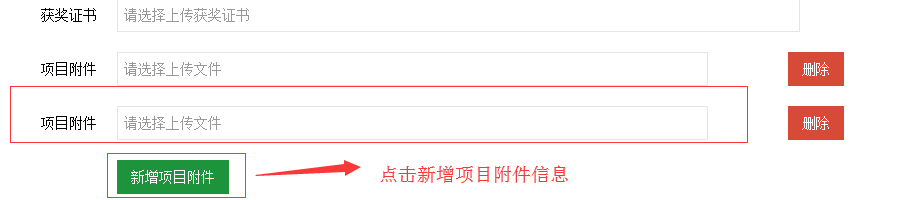 获奖证书 请选择上传获奖证书
项目附件 请选择上传文件 删除
项目附件 请选择上传文件 删除
新增项目附件 点击新增项目附件信息